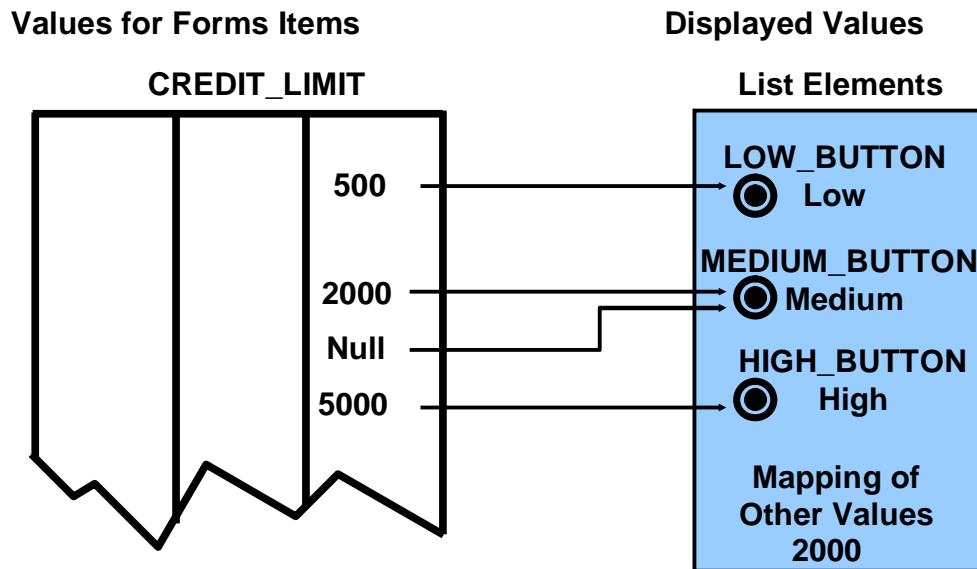 Values for Forms Items
Displayed Values
CREDIT_LIMIT
List Elements
500
LOW_BUTTON
Low
2000
MEDIUM_BUTTON
Medium
Null
5000
HIGH_BUTTON
High
Mapping of
Other Values
2000